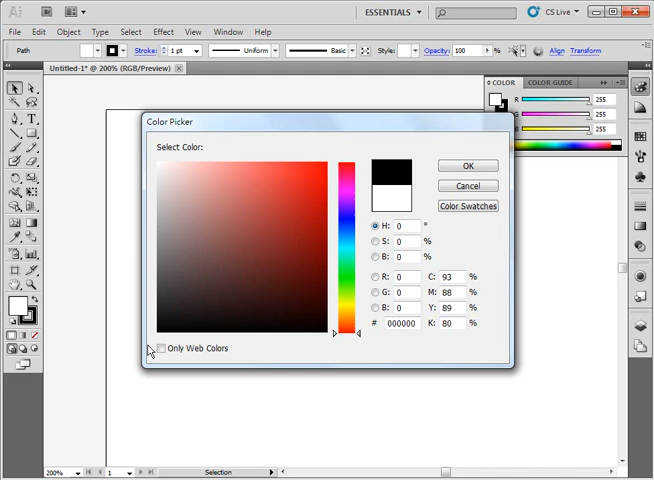 Ai Br ESSENTIALS CS Live
File Edit Object Type Select Effect View Window Help
Path Stroke: 1 pt Uniform Basic Style: Opacity: 100 % Align Transform
Untitled-1* @ 200% (RGB/Preview)
COLOR COLOR GUIDE
R 255
G 255
B 255
Color Picker
Select Color:
OK
Cancel
Color Swatches
H: 0 °
S: 0 %
B: 0 %
R: 0 C: 93 %
G: 0 M: 88 %
B: 0 Y: 89 %
# 000000 K: 80 %
Only Web Colors
200% 1 Selection